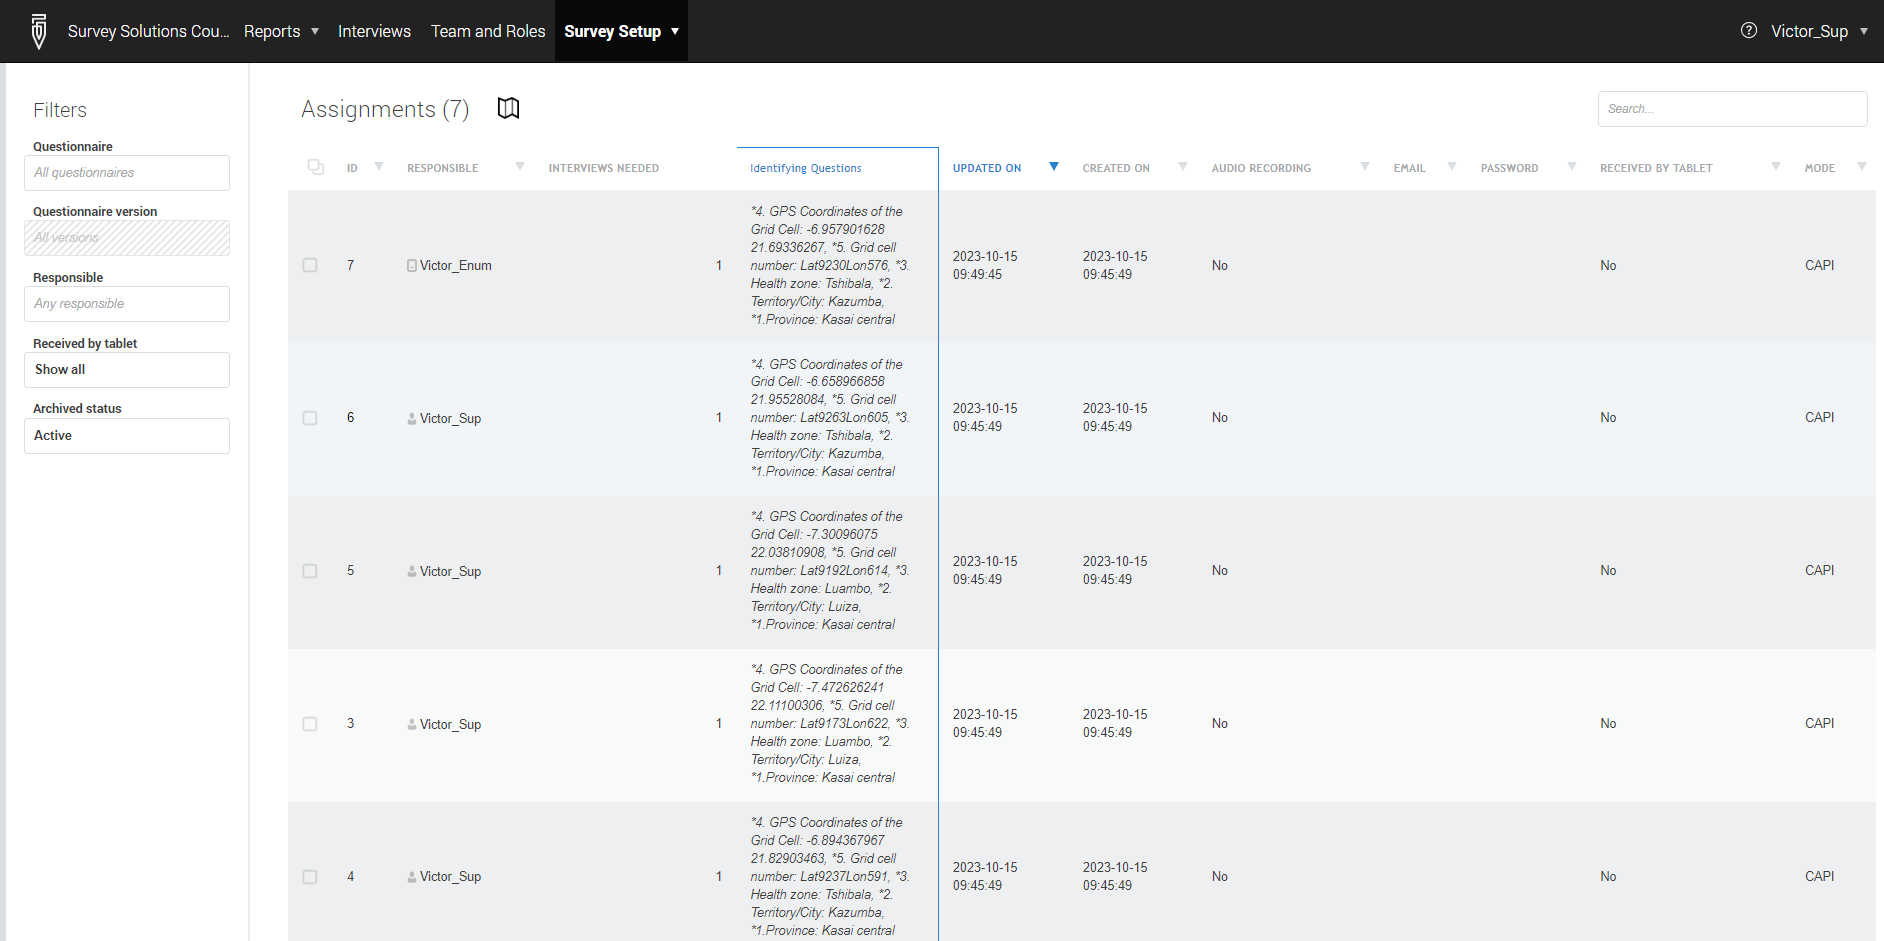 Survey Solutions Cou... Reports Interviews Team and Roles Survey Setup Victor_Sup
Filters
Questionnaire
All questionnaires
Questionnaire version
All versions
Responsible
Any responsible
Received by tablet
Show all
Archived status
Active
Assignments (7)
Search...
ID RESPONSIBLE INTERVIEWS NEEDED Identifying Questions UPDATED ON CREATED ON AUDIO RECORDING EMAIL PASSWORD RECEIVED BY TABLET MODE
7 Victor_Enum 1
*4. GPS Coordinates of the
Grid Cell: -6.957901628
21.69336267, *5. Grid cell
number: Lat9230Lon576, *3.
Health zone: Tshibala, *2.
Territory/City: Kazumba,
*1.Province: Kasai central
2023-10-15
09:49:45
2023-10-15
09:45:49
No No CAPI
6 Victor_Sup 1
*4. GPS Coordinates of the
Grid Cell: -6.658966858
21.95528084, *5. Grid cell
number: Lat9263Lon605, *3.
Health zone: Tshibala, *2.
Territory/City: Kazumba,
*1.Province: Kasai central
2023-10-15
09:45:49
2023-10-15
09:45:49
No No CAPI
5 Victor_Sup 1
*4. GPS Coordinates of the
Grid Cell: -7.30096075
22.03810908, *5. Grid cell
number: Lat9192Lon614, *3.
Health zone: Luambo, *2.
Territory/City: Luiza,
*1.Province: Kasai central
2023-10-15
09:45:49
2023-10-15
09:45:49
No No CAPI
3 Victor_Sup 1
*4. GPS Coordinates of the
Grid Cell: -7.472626241
22.11100306, *5. Grid cell
number: Lat9173Lon622, *3.
Health zone: Luambo, *2.
Territory/City: Luiza,
*1.Province: Kasai central
2023-10-15
09:45:49
2023-10-15
09:45:49
No No CAPI
4 Victor_Sup 1
*4. GPS Coordinates of the
Grid Cell: -6.894367967
21.82903463, *5. Grid cell
number: Lat9237Lon591, *3.
Health zone: Tshibala, *2.
Territory/City: Kazumba,
*1.Province: Kasai central
2023-10-15
09:45:49
2023-10-15
09:45:49
No No CAPI